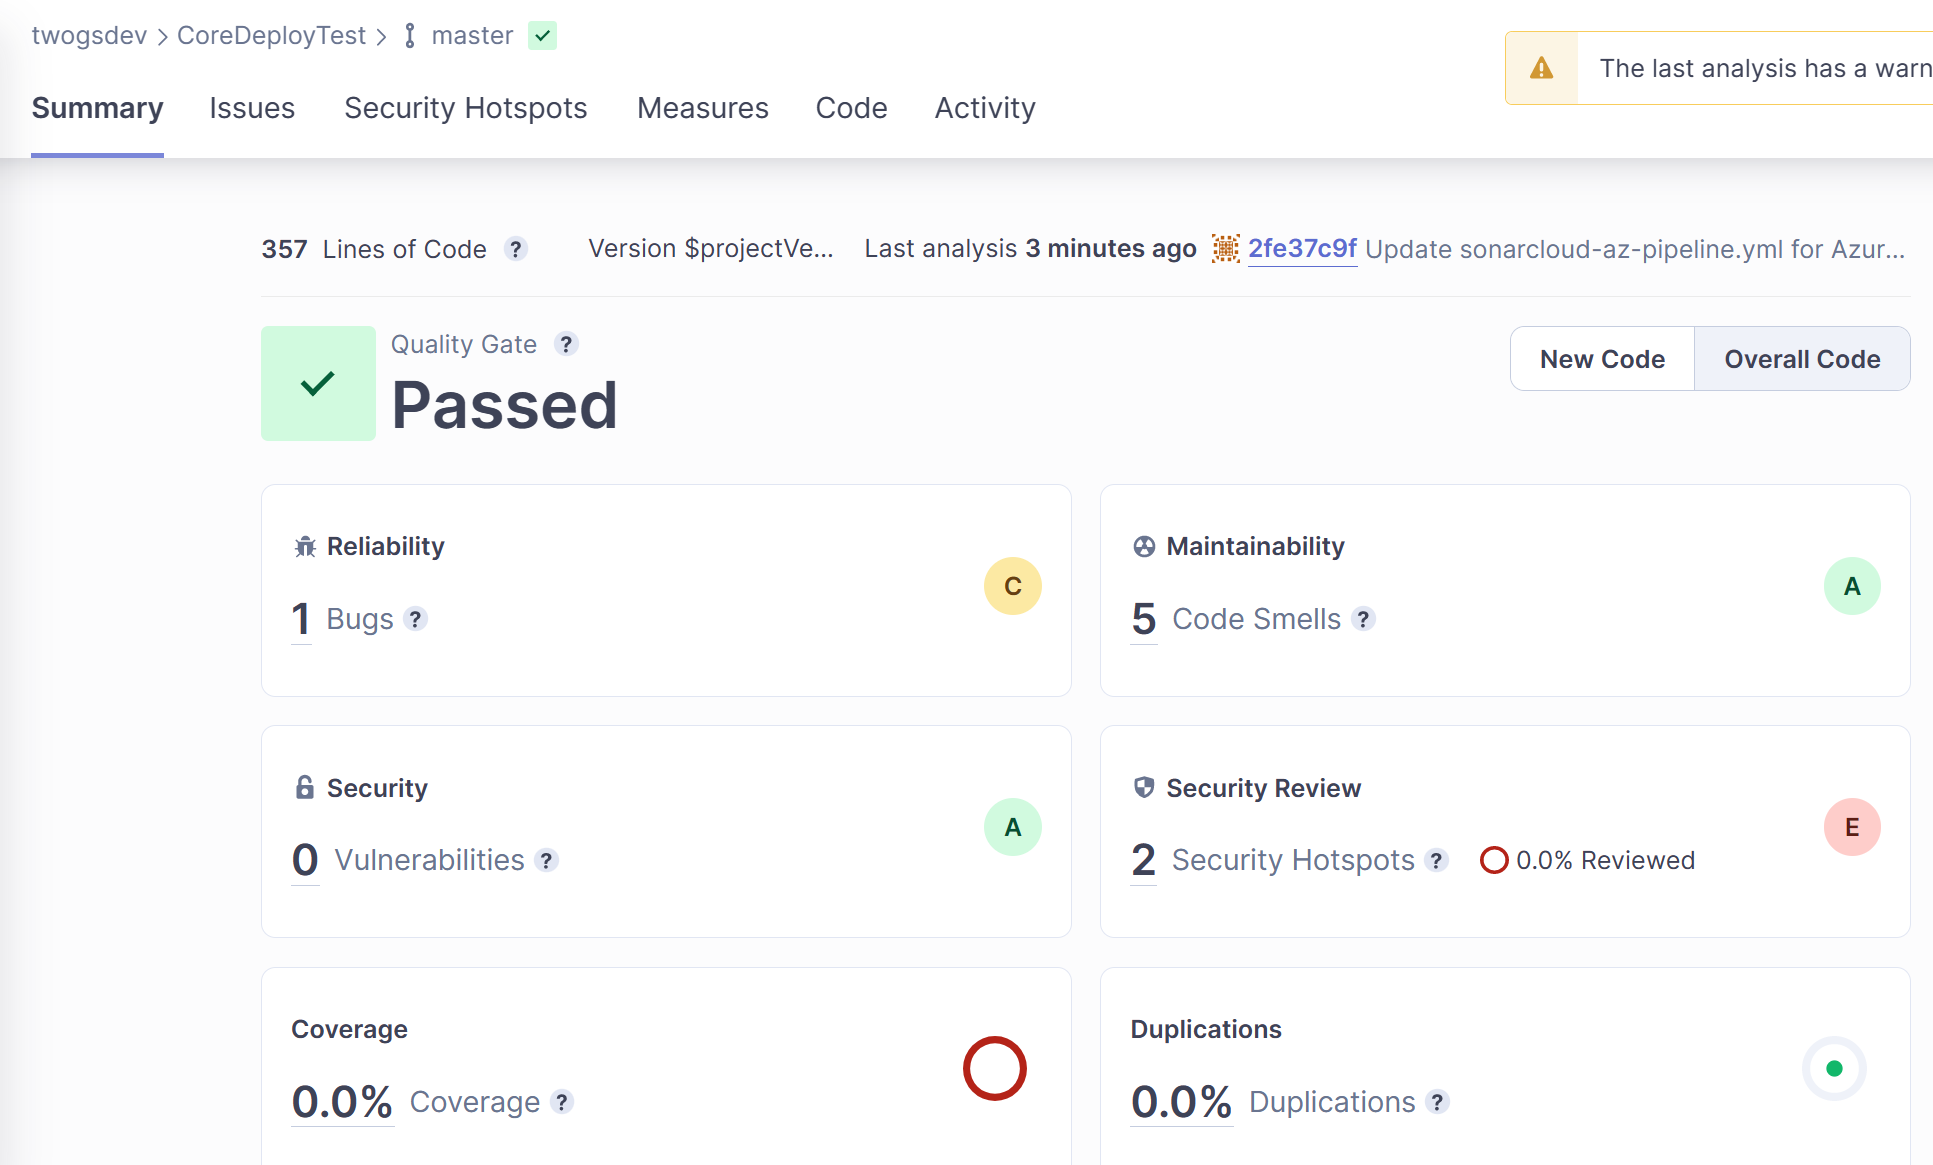 twogsdev > CoreDeployTest > master
The last analysis has a warn
Summary Issues Security Hotspots Measures Code Activity
357 Lines of Code ? Version $projectVe... Last analysis 3 minutes ago 2fe37c9f Update sonarcloud-az-pipeline.yml for Azur...
Quality Gate ?
Passed
New Code Overall Code
Reliability
1 Bugs ?
C
Maintainability
5 Code Smells ?
A
Security
0 Vulnerabilities ?
A
Security Review
2 Security Hotspots ? 0.0% Reviewed
E
Coverage
0.0% Coverage ?
Duplications
0.0% Duplications ?